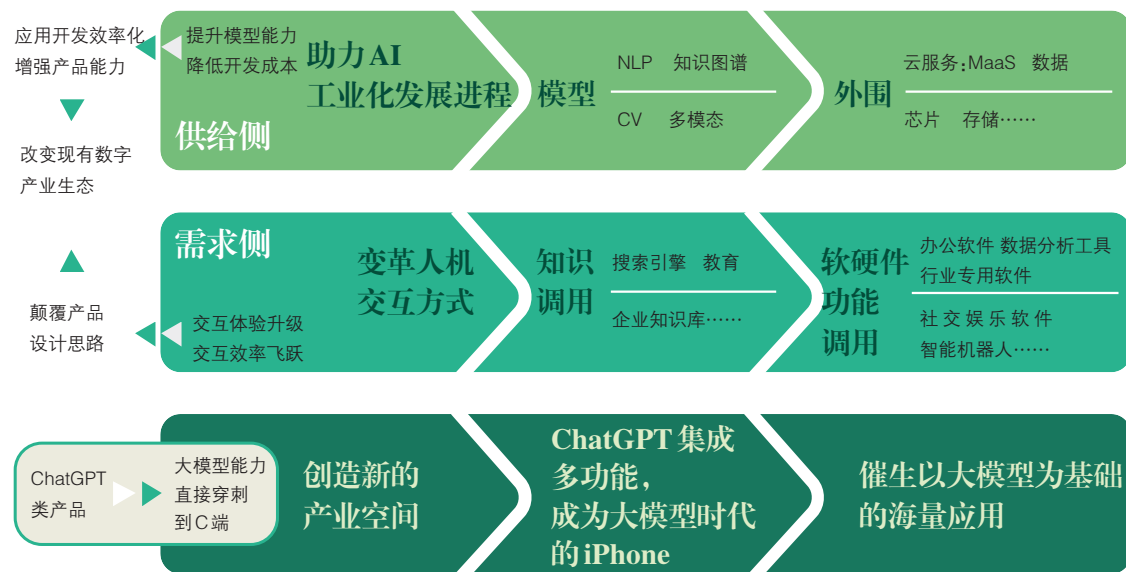 应用开发效率化
增强产品能力
改变现有数字
产业生态
颠覆产品
设计思路
提升模型能力
降低开发成本
供给侧
助力AI
工业化发展进程
模型
NLP 知识图谱
CV 多模态
外围
云服务:MaaS 数据
芯片 存储……
需求侧
交互体验升级
交互效率飞跃
变革人机
交互方式
知识
调用
搜索引擎 教育
企业知识库……
软硬件
功能
调用
办公软件 数据分析工具
行业专用软件
社交娱乐软件
智能机器人……
ChatGPT
类产品
大模型能力
直接穿刺
到C端
创造新的
产业空间
ChatGPT集成
多功能，
成为大模型时代
的iPhone
催生以大模型为基础
的海量应用